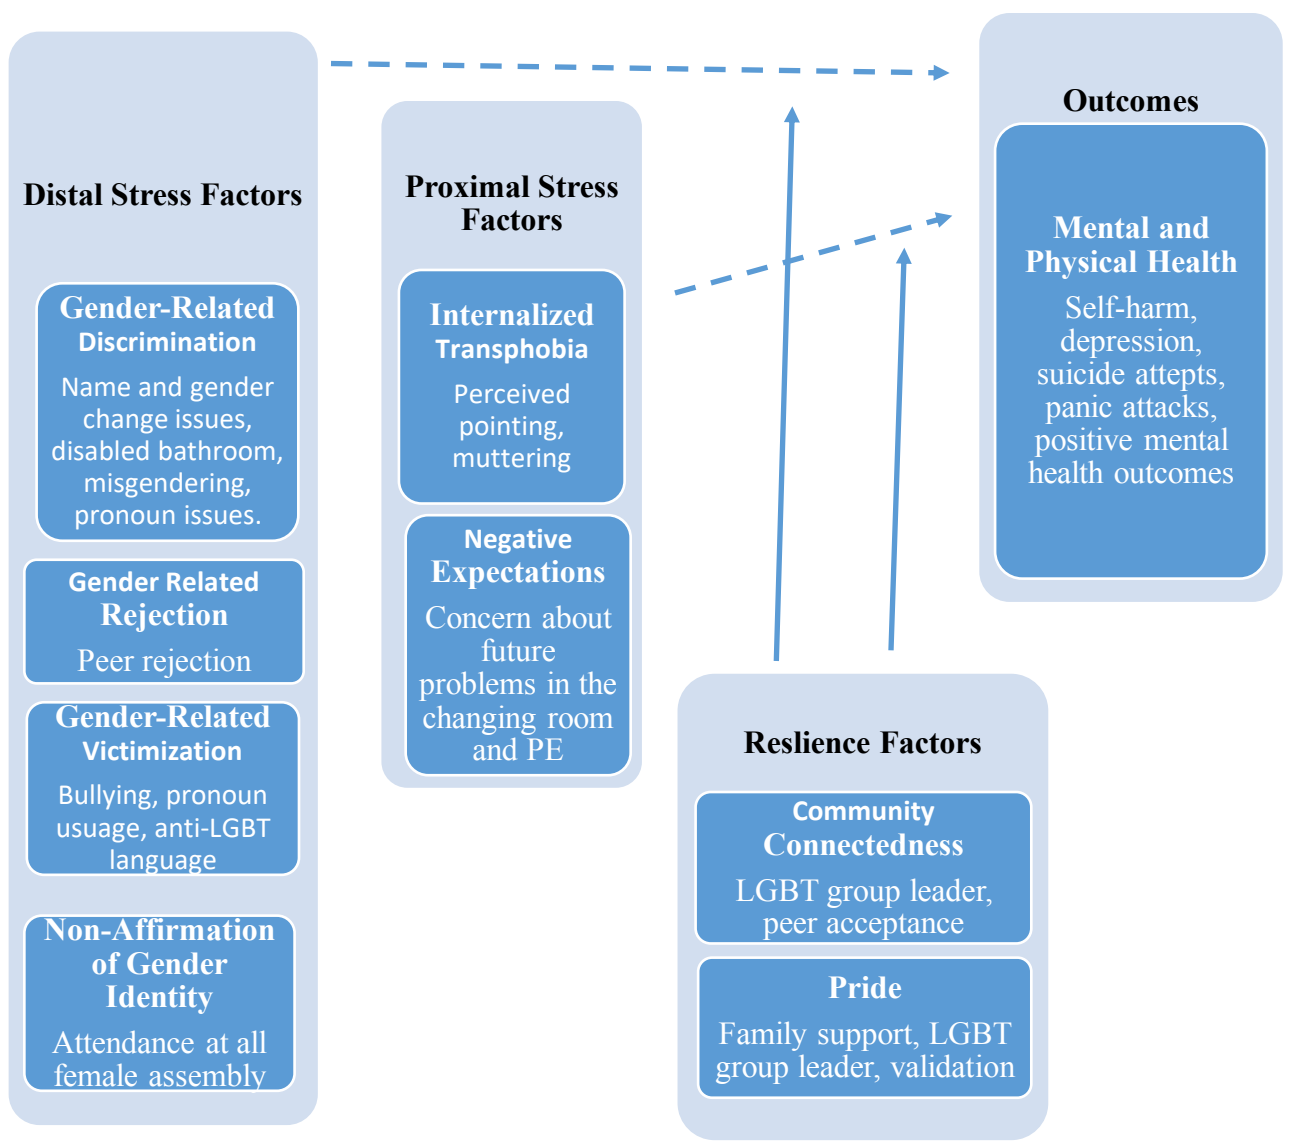 Distal Stress Factors
Gender-Related
Discrimination
Name and gender
change issues,
disabled bathroom,
misgendering,
pronoun issues.
Gender Related
Rejection
Peer rejection
Gender-Related
Victimization
Bullying, pronoun
usuage, anti-LGBT
language
Non-Affirmation
of Gender
Identity
Attendance at all
female assembly
Proximal Stress
Factors
Internalized
Transphobia
Perceived
pointing,
muttering
Negative
Expectations
Concern about
future
problems in the
changing room
and PE
Outcomes
Mental and
Physical Health
Self-harm,
depression,
suicide attepts,
panic attacks,
positive mental
health outcomes
Reslience Factors
Community
Connectedness
LGBT group leader,
peer acceptance
Pride
Family support, LGBT
group leader, validation